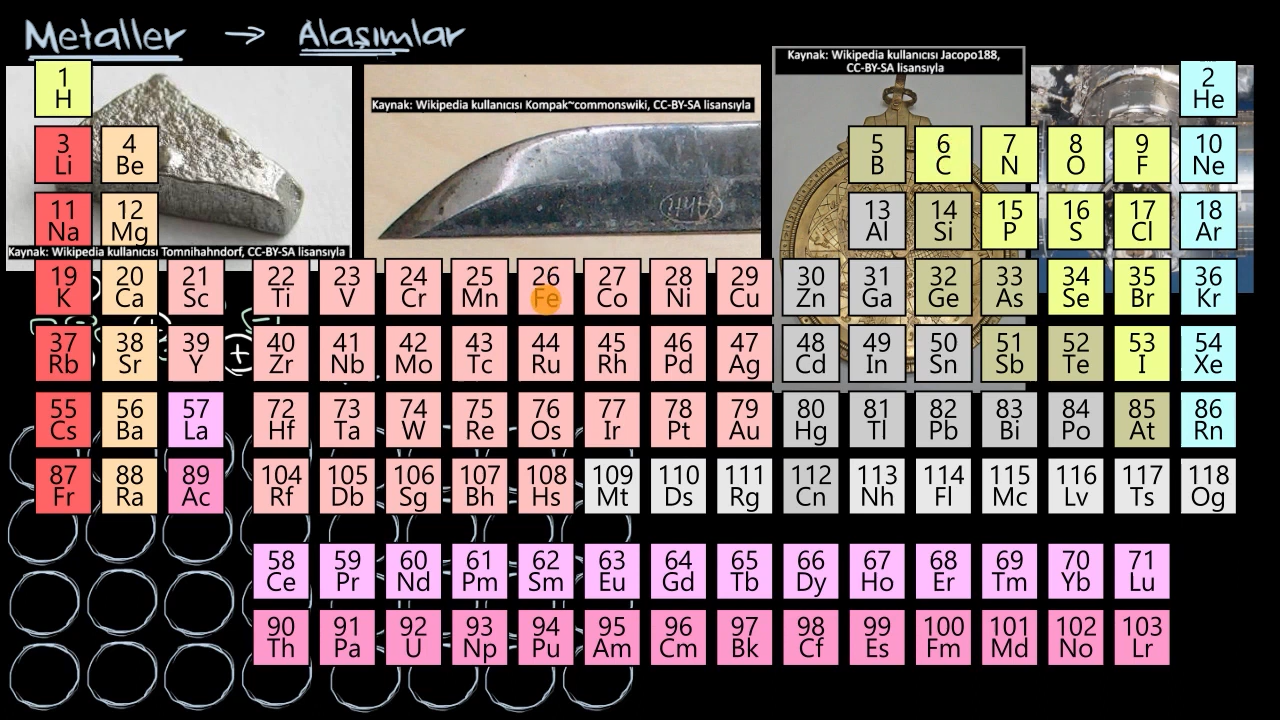 Metaller → Alaşımlar
Kaynak: Wikipedia kullanıcısı Jacopo188,
CC-BY-SA lisansıyla
Kaynak: Wikipedia kullanıcısı Kompak~commonswiki, CC-BY-SA lisansıyla
Kaynak: Wikipedia kullanıcısı Tomnihahndorf, CC-BY-SA lisansıyla
1 2
H He
3 4 5 6 7 8 9 10
Li Be B C N O F Ne
11 12 13 14 15 16 17 18
Na Mg Al Si P S Cl Ar
19 20 21 22 23 24 25 26 27 28 29 30 31 32 33 34 35 36
K Ca Sc Ti V Cr Mn Fe Co Ni Cu Zn Ga Ge As Se Br Kr
37 38 39 40 41 42 43 44 45 46 47 48 49 50 51 52 53 54
Rb Sr Y Zr Nb Mo Tc Ru Rh Pd Ag Cd In Sn Sb Te I Xe
55 56 57 72 73 74 75 76 77 78 79 80 81 82 83 84 85 86
Cs Ba La Hf Ta W Re Os Ir Pt Au Hg Tl Pb Bi Po At Rn
87 88 89 104 105 106 107 108 109 110 111 112 113 114 115 116 117 118
Fr Ra Ac Rf Db Sg Bh Hs Mt Ds Rg Cn Nh Fl Mc Lv Ts Og
58 59 60 61 62 63 64 65 66 67 68 69 70 71
Ce Pr Nd Pm Sm Eu Gd Tb Dy Ho Er Tm Yb Lu
90 91 92 93 94 95 96 97 98 99 100 101 102 103
Th Pa U Np Pu Am Cm Bk Cf Es Fm Md No Lr